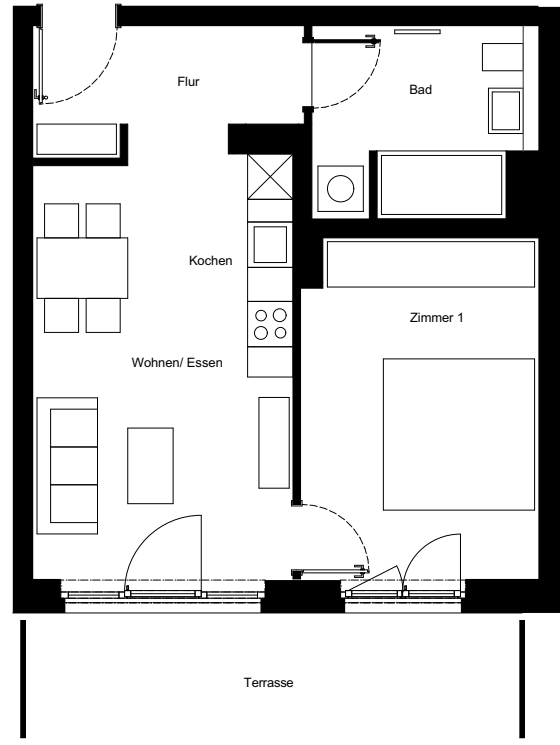 Flur
Bad
Kochen
Zimmer 1
Wohnen/ Essen
Terrasse